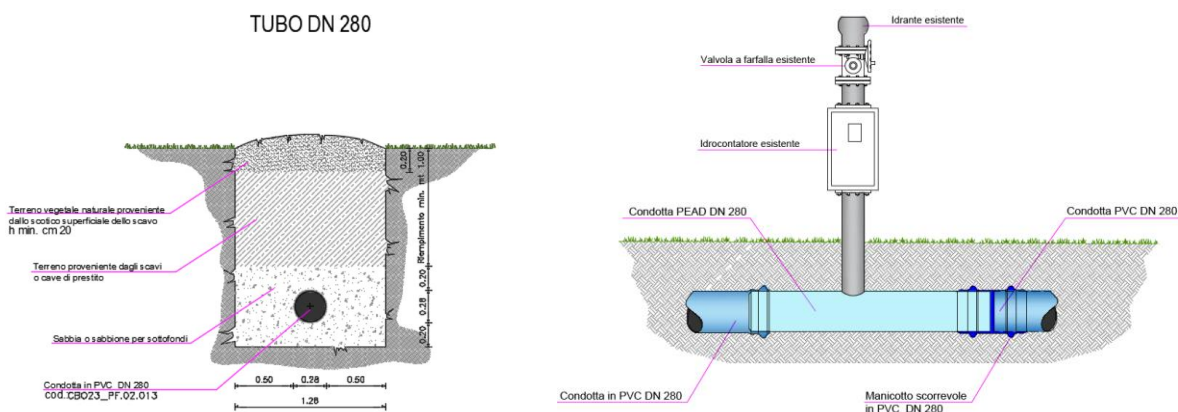 TUBO DN 280
Terreno vegetale naturale proveniente
dallo scotico superficiale dello scavo
h min. cm 20
Terreno proveniente dagli scavi
o cave di prestito
Sabbia o sabbione per sottofondi
Condotta in PVC DN 280
cod.:CBO23_PF.02.013
0.20
Riempimento min. mt 1.00
0.20
0.28
0.20
0.50
0.28
0.50
1.28
Idrante esistente
Valvola a farfalla esistente
Idrocontatore esistente
Condotta PEAD DN 280
Condotta PVC DN 280
Condotta in PVC DN 280
Manicotto scorrevole
in PVC DN 280